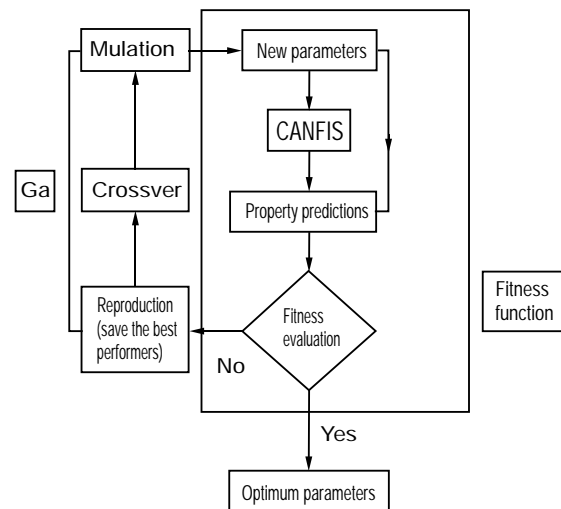 Mulation
New parameters
CANFIS
Ga
Crossver
Property predictions
Reproduction
(save the best
performers)
Fitness
evaluation
Fitness
function
No
Yes
Optimum parameters